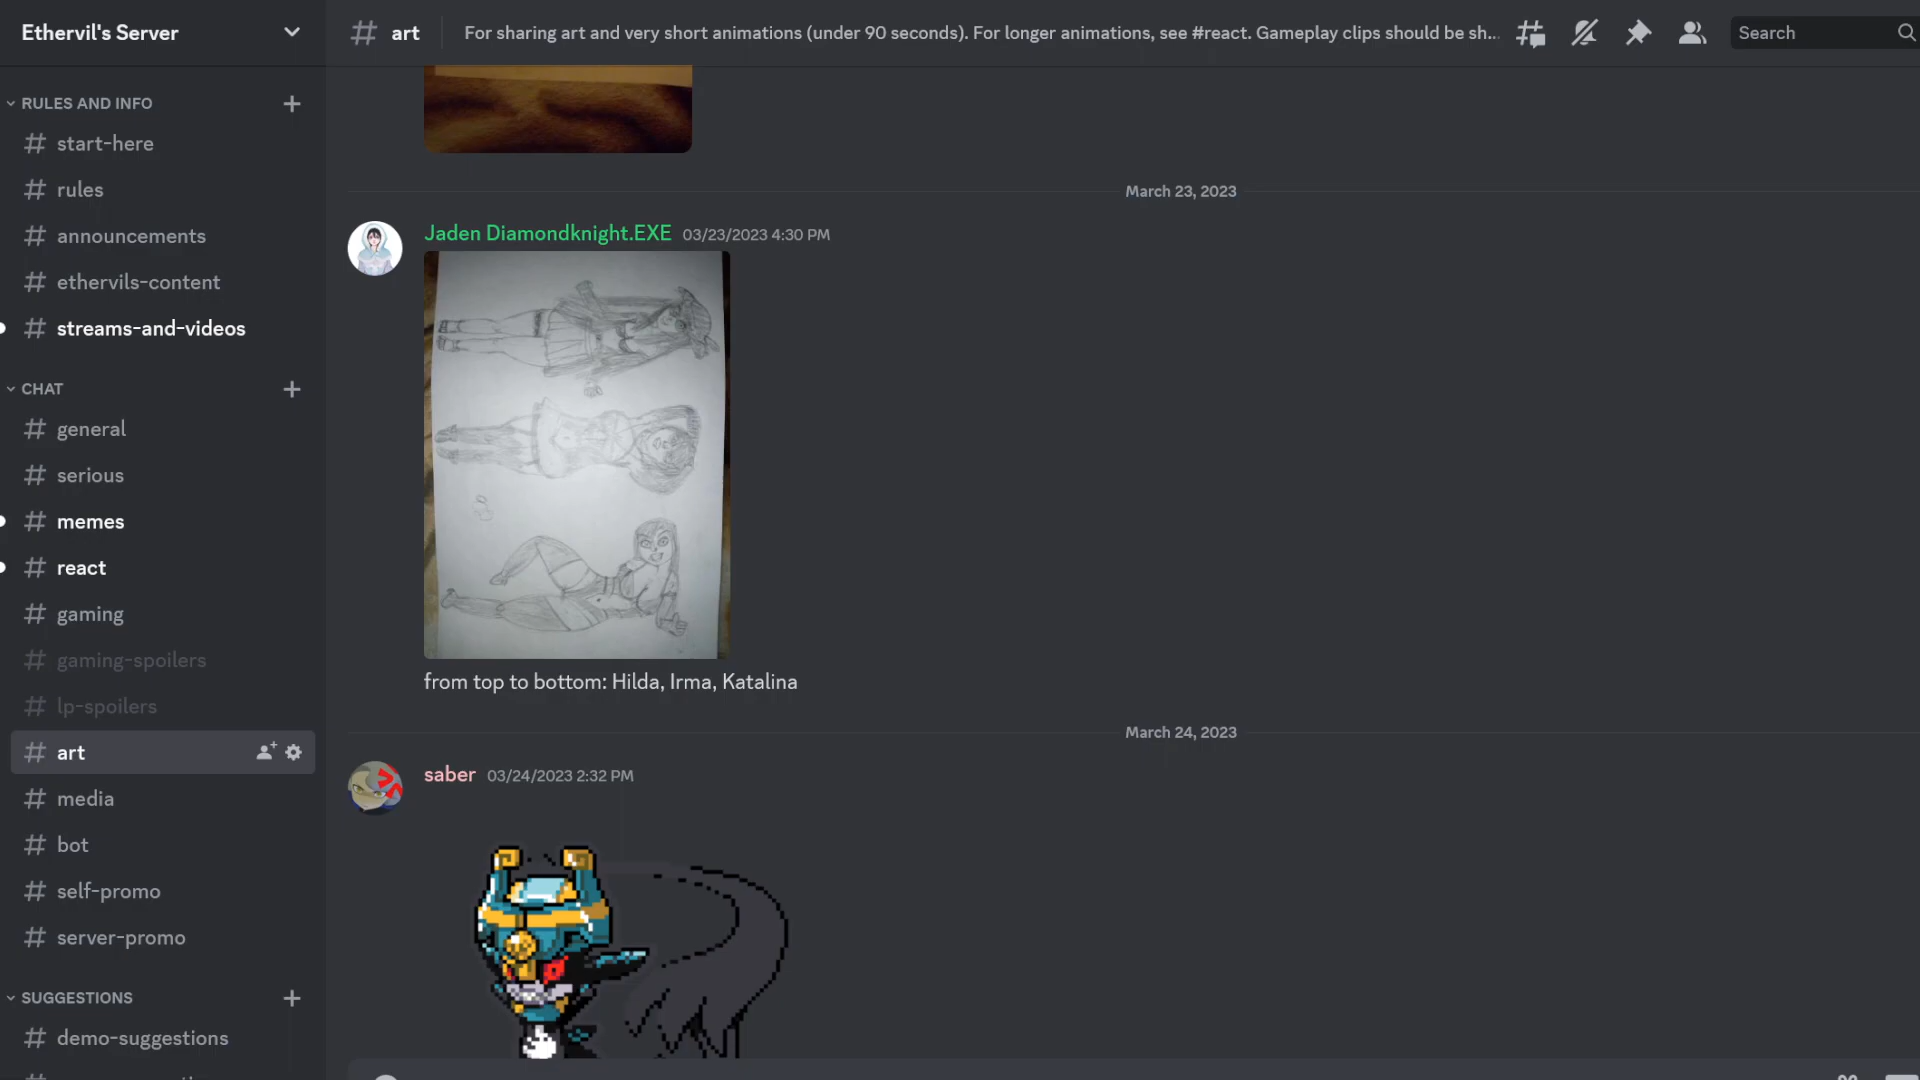 Ethervil's Server
# art
For sharing art and very short animations (under 90 seconds). For longer animations, see #react. Gameplay clips should be sh...
Search
RULES AND INFO
# start-here
# rules
# announcements
# ethervils-content
# streams-and-videos
CHAT
# general
# serious
# memes
# react
# gaming
# gaming-spoilers
# lp-spoilers
# art
# media
# bot
# self-promo
# server-promo
SUGGESTIONS
# demo-suggestions
March 23, 2023
Jaden Diamondknight.EXE 03/23/2023 4:30 PM
from top to bottom: Hilda, Irma, Katalina
March 24, 2023
saber 03/24/2023 2:32 PM